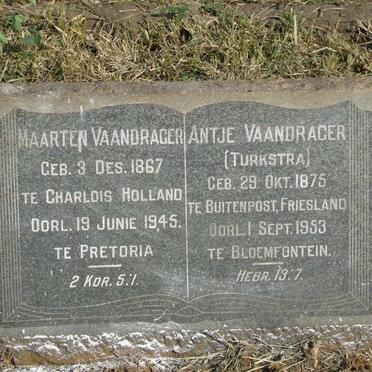 MAARTEN VAANDRAGER
GEB. 3 DES. 1867
TE CHARLOIS HOLLAND
OORL. 19 JUNIE 1945.
TE PRETORIA
2 KOR. 5:1.
ANTJE VAANDRAGER
(TURKSTRA)
GEB. 29 OKT. 1875
TE BUITENPOST, FRIESLAND
OORL. 1 SEPT. 1953
TE BLOEMFONTEIN.
HEBR. 13:7.